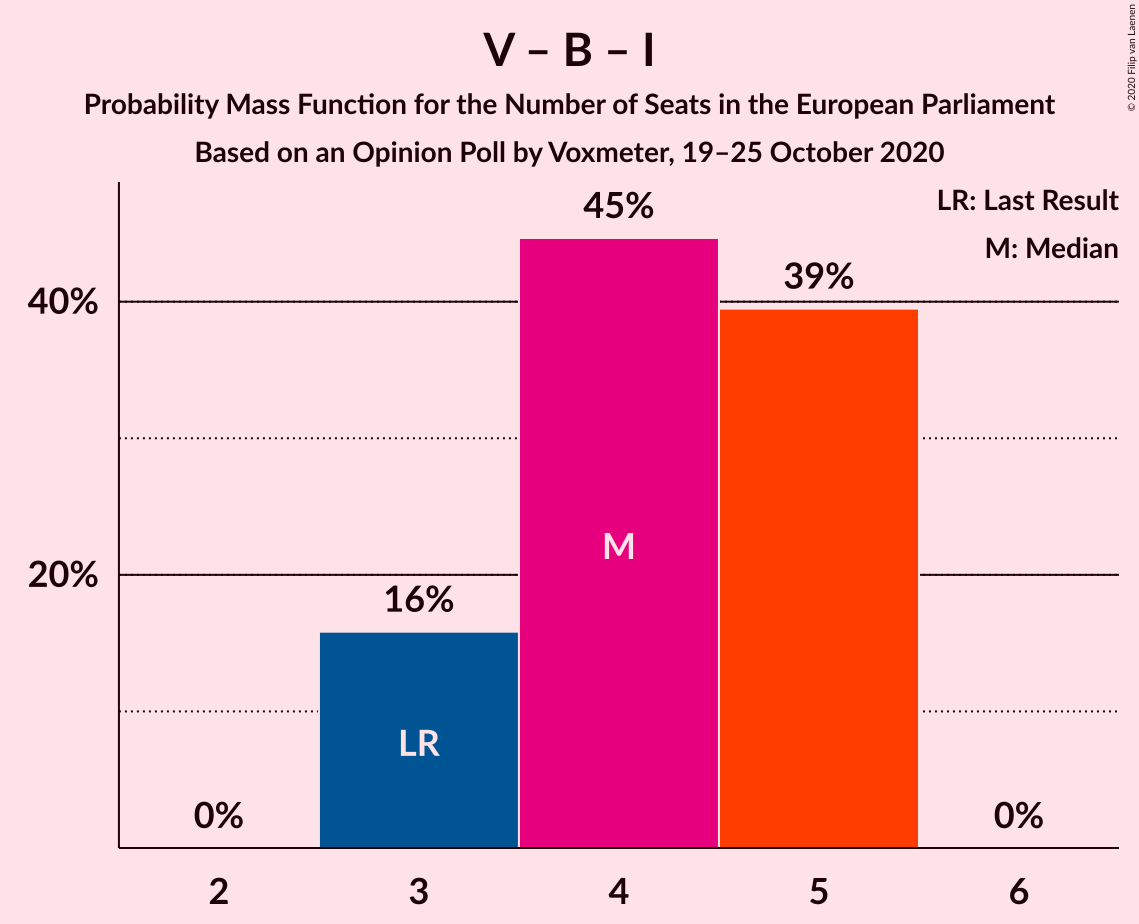 V – B – I
Probability Mass Function for the Number of Seats in the European Parliament
Based on an Opinion Poll by Voxmeter, 19–25 October 2020
© 2020 Filip van Laenen
LR: Last Result
M: Median
45%
39%
40%
M
20%
16%
LR
0%
0%
2 3 4 5 6